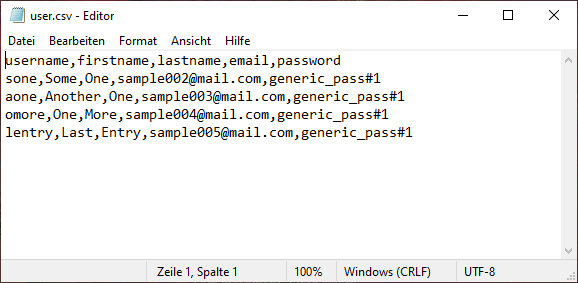 user.csv - Editor
Datei Bearbeiten Format Ansicht Hilfe
username,firstname,lastname,email,password
sone,Some,One,sample002@mail.com,generic_pass#1
aone,Another,One,sample003@mail.com,generic_pass#1
omore,One,More,sample004@mail.com,generic_pass#1
lentry,Last,Entry,sample005@mail.com,generic_pass#1
Zeile 1, Spalte 1 100% Windows (CRLF) UTF-8